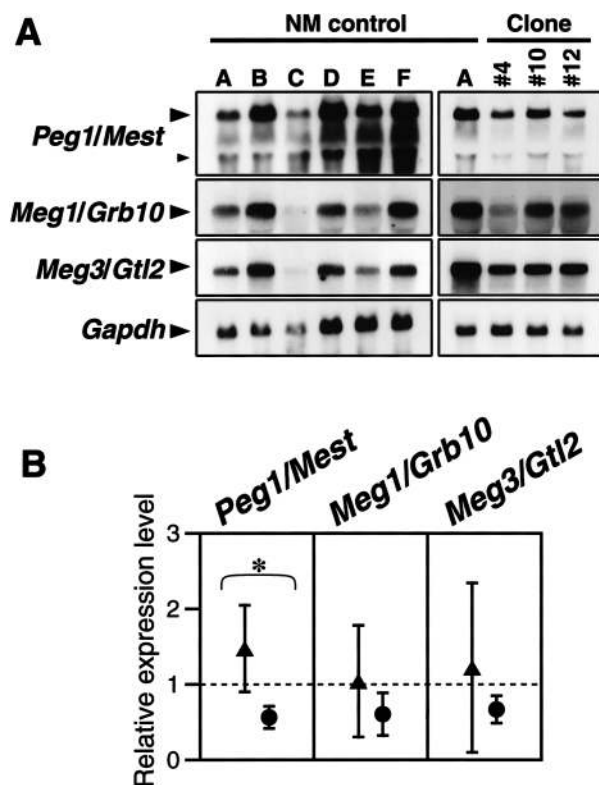 A
NM control Clone
A B C D E F A #4 #10 #12
Peg1/Mest
Meg1/Grb10
Meg3/Gtl2
Gapdh
B
Peg1/Mest Meg1/Grb10 Meg3/Gtl2
Relative expression level
3
*
2
1
0